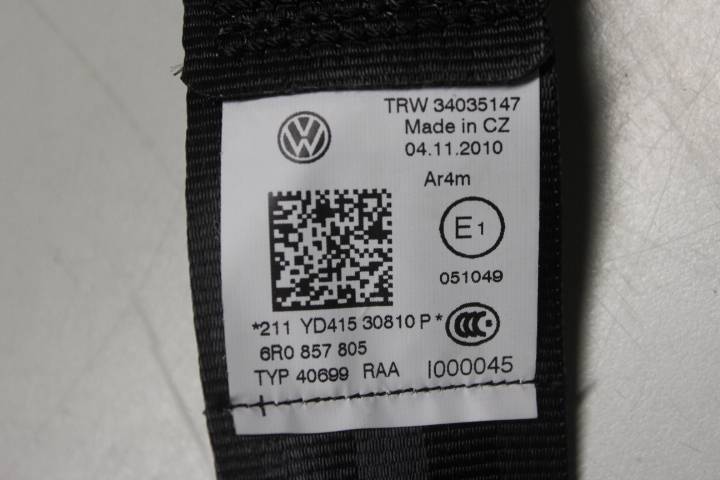 TRW 34035147
Made in CZ
04.11.2010
Ar4m
E1
051049
*211 YD415 30810 P*
6R0 857 805
TYP 40699 RAA I000045